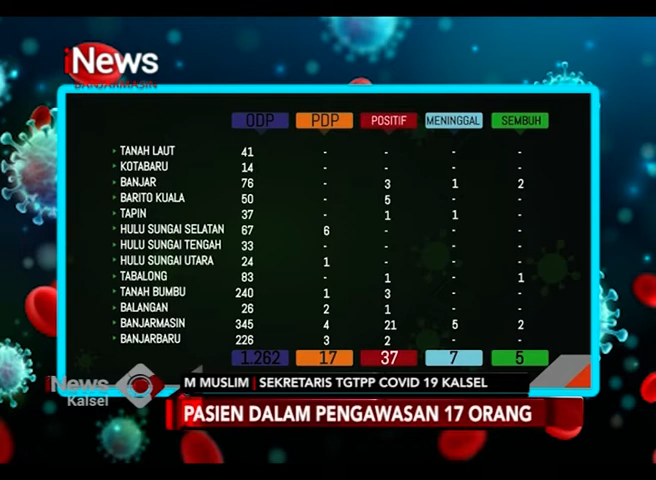 iNews
BANJARMASIN
ODP PDP POSITIF MENINGGAL SEMBUH
TANAH LAUT 41 - - - -
KOTABARU 14 - - - -
BANJAR 76 - 3 1 2
BARITO KUALA 50 - 5 - -
TAPIN 37 - 1 1 -
HULU SUNGAI SELATAN 67 6 - - -
HULU SUNGAI TENGAH 33 - - - -
HULU SUNGAI UTARA 24 1 - - -
TABALONG 83 - 1 - 1
TANAH BUMBU 240 1 3 - -
BALANGAN 26 2 1 - -
BANJARMASIN 345 4 21 5 2
BANJARBARU 226 3 2 - -
1.262 17 37 7 5
iNews
Kalsel
M MUSLIM | SEKRETARIS TGTPP COVID 19 KALSEL
PASIEN DALAM PENGAWASAN 17 ORANG